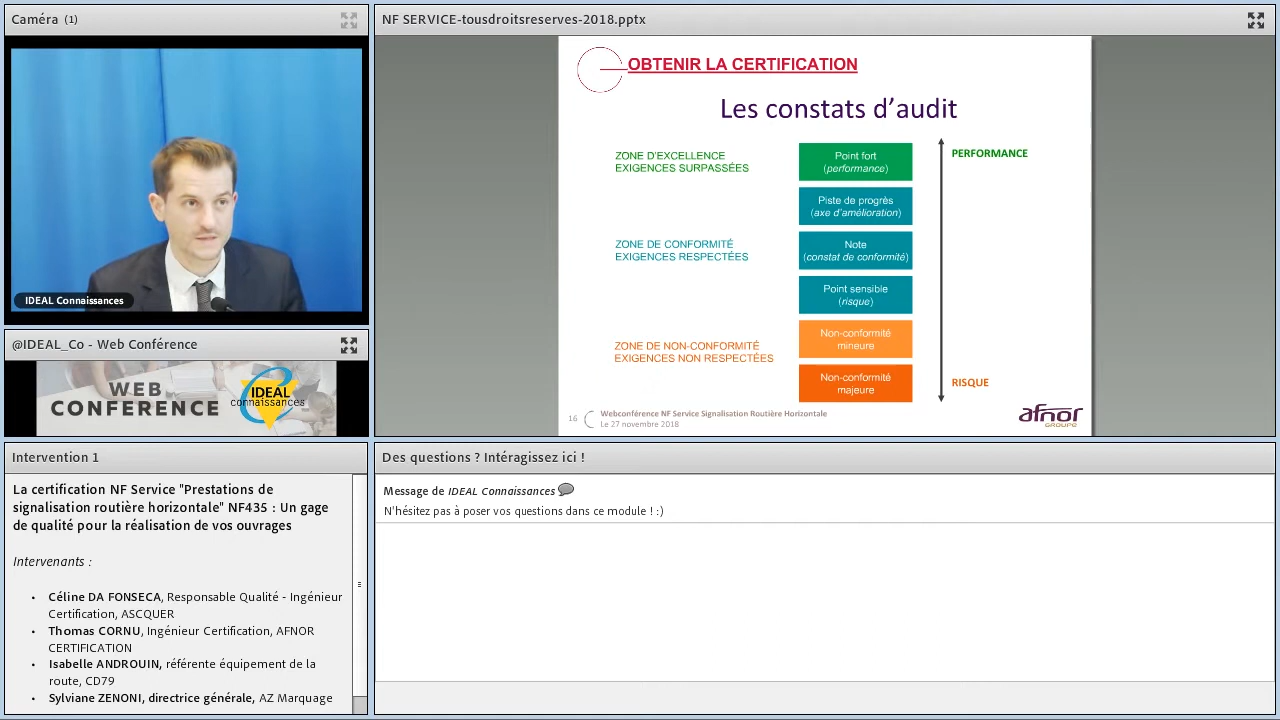 Caméra (1)
IDEAL Connaissances
@IDEAL_Co - Web Conférence
WEB
CONFERENCE
IDEAL
connaissances
Intervention 1
La certification NF Service "Prestations de
signalisation routière horizontale" NF435 : Un gage
de qualité pour la réalisation de vos ouvrages
Intervenants :
• Céline DA FONSECA, Responsable Qualité - Ingénieur
Certification, ASCQUER
• Thomas CORNU, Ingénieur Certification, AFNOR
CERTIFICATION
• Isabelle ANDROUIN, référente équipement de la
route, CD79
• Sylviane ZENONI, directrice générale, AZ Marquage
NF SERVICE-tousdroitsreserves-2018.pptx
OBTENIR LA CERTIFICATION
Les constats d’audit
ZONE D’EXCELLENCE
EXIGENCES SURPASSÉES
Point fort
(performance)
PERFORMANCE
Piste de progrès
(axe d’amélioration)
ZONE DE CONFORMITÉ
EXIGENCES RESPECTÉES
Note
(constat de conformité)
Point sensible
(risque)
Non-conformité
mineure
ZONE DE NON-CONFORMITÉ
EXIGENCES NON RESPECTÉES
Non-conformité
majeure
RISQUE
16
Webconférence NF Service Signalisation Routière Horizontale
Le 27 novembre 2018
afnor
GROUPE
Des questions ? Intéragissez ici !
Message de IDEAL Connaissances
N'hésitez pas à poser vos questions dans ce module ! :)